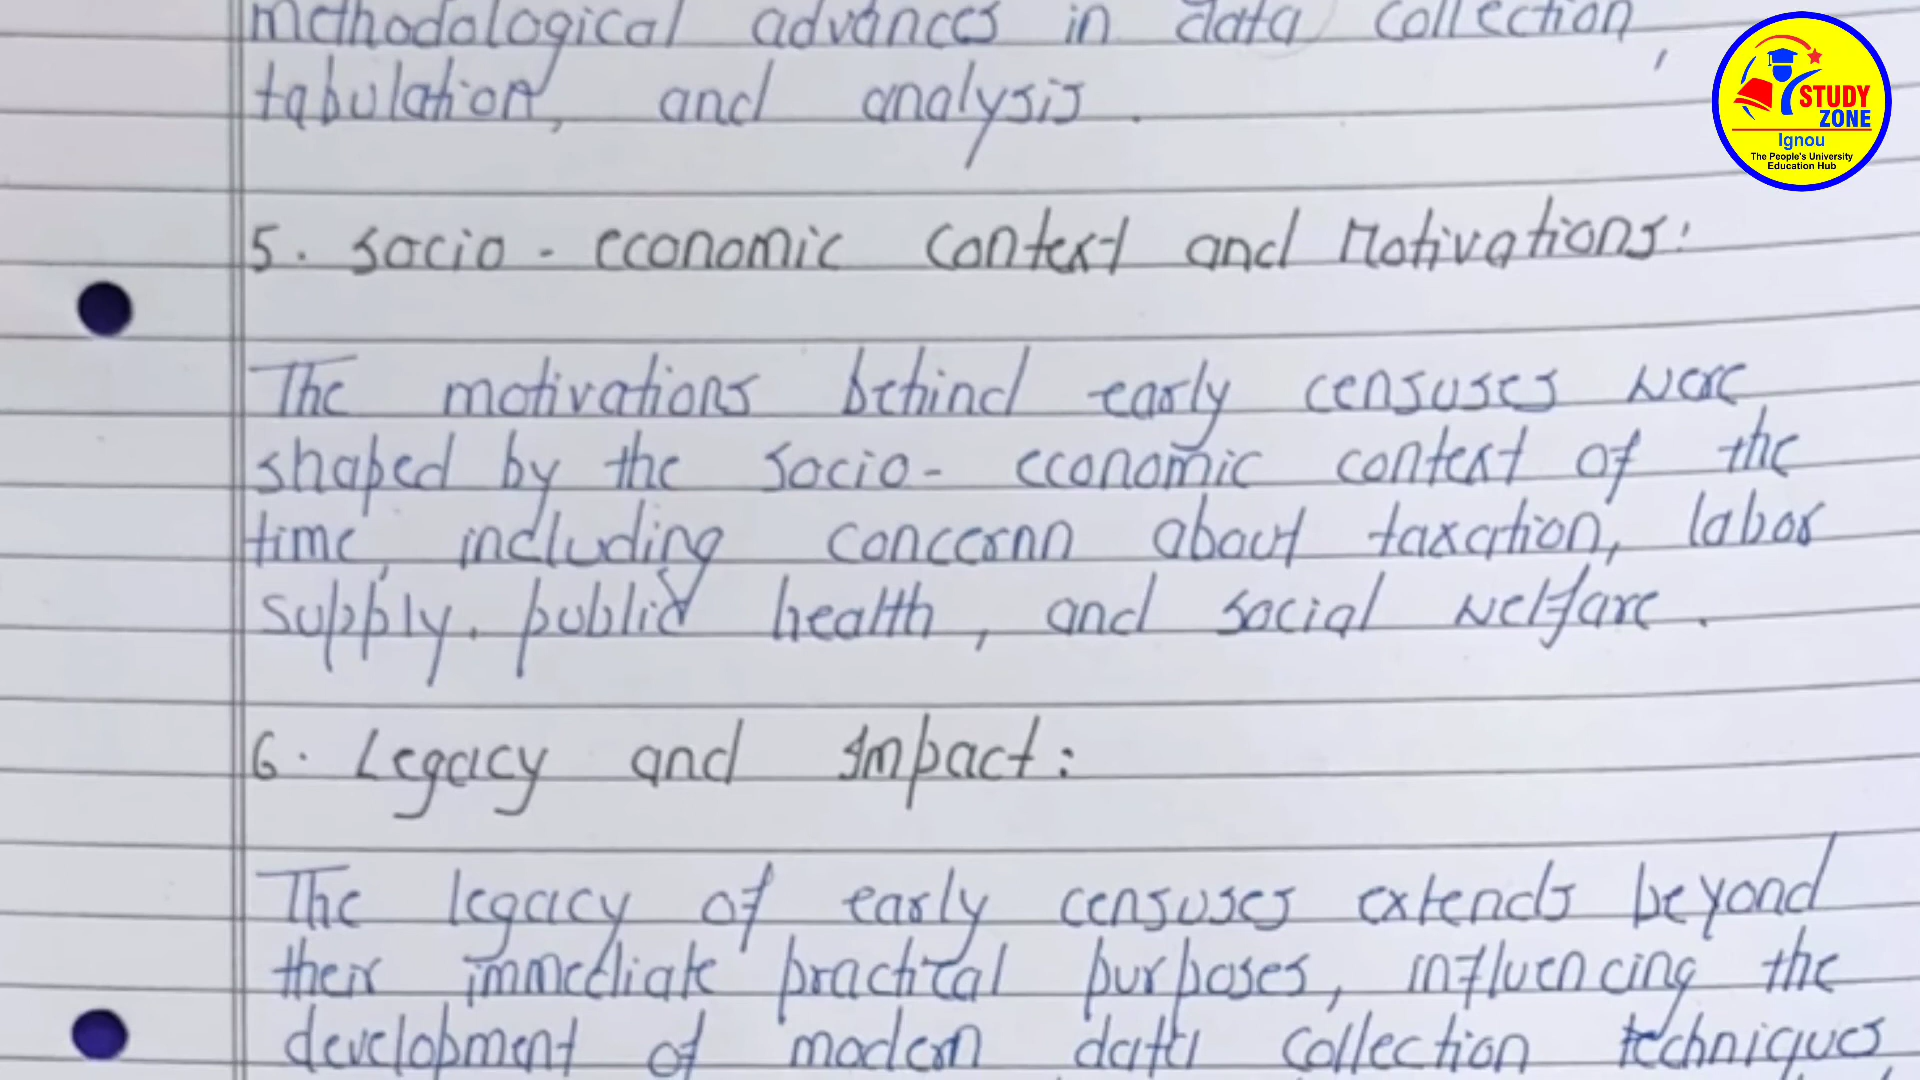 methodological advances in data collection,
tabulation, and analysis.
5. Socio-economic Context and Motivations:
The motivations behind early censuses were
shaped by the socio-economic context of the
time, including concernn about taxation, labor
supply, public health, and social welfare.
6. Legacy and Impact:
The legacy of early censuses extends beyond
their immediate practical purposes, influencing the
development of modern data collection techniques,
STUDY
ZONE
Ignou
The People's University
Education Hub